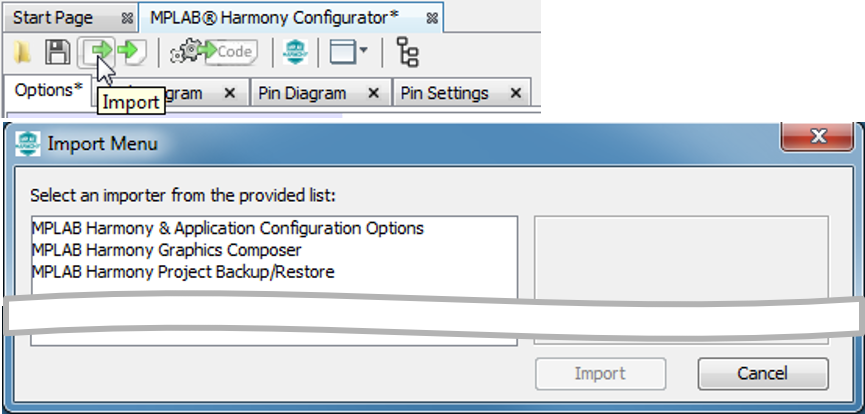 Start Page MPLAB® Harmony Configurator*
Code
Options* gram Pin Diagram Pin Settings
Import
Import Menu
Select an importer from the provided list:
MPLAB Harmony & Application Configuration Options
MPLAB Harmony Graphics Composer
MPLAB Harmony Project Backup/Restore
Import Cancel